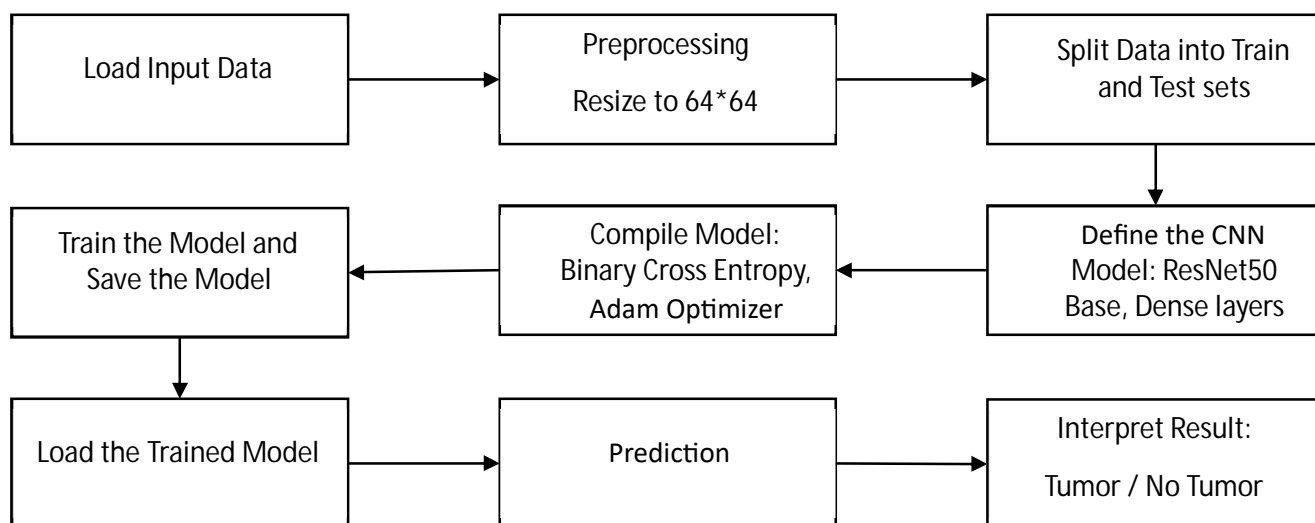 Load Input Data
Preprocessing
Resize to 64*64
Split Data into Train
and Test sets
Define the CNN
Model: ResNet50
Base, Dense layers
Compile Model:
Binary Cross Entropy,
Adam Optimizer
Train the Model and
Save the Model
Load the Trained Model
Prediction
Interpret Result:
Tumor / No Tumor